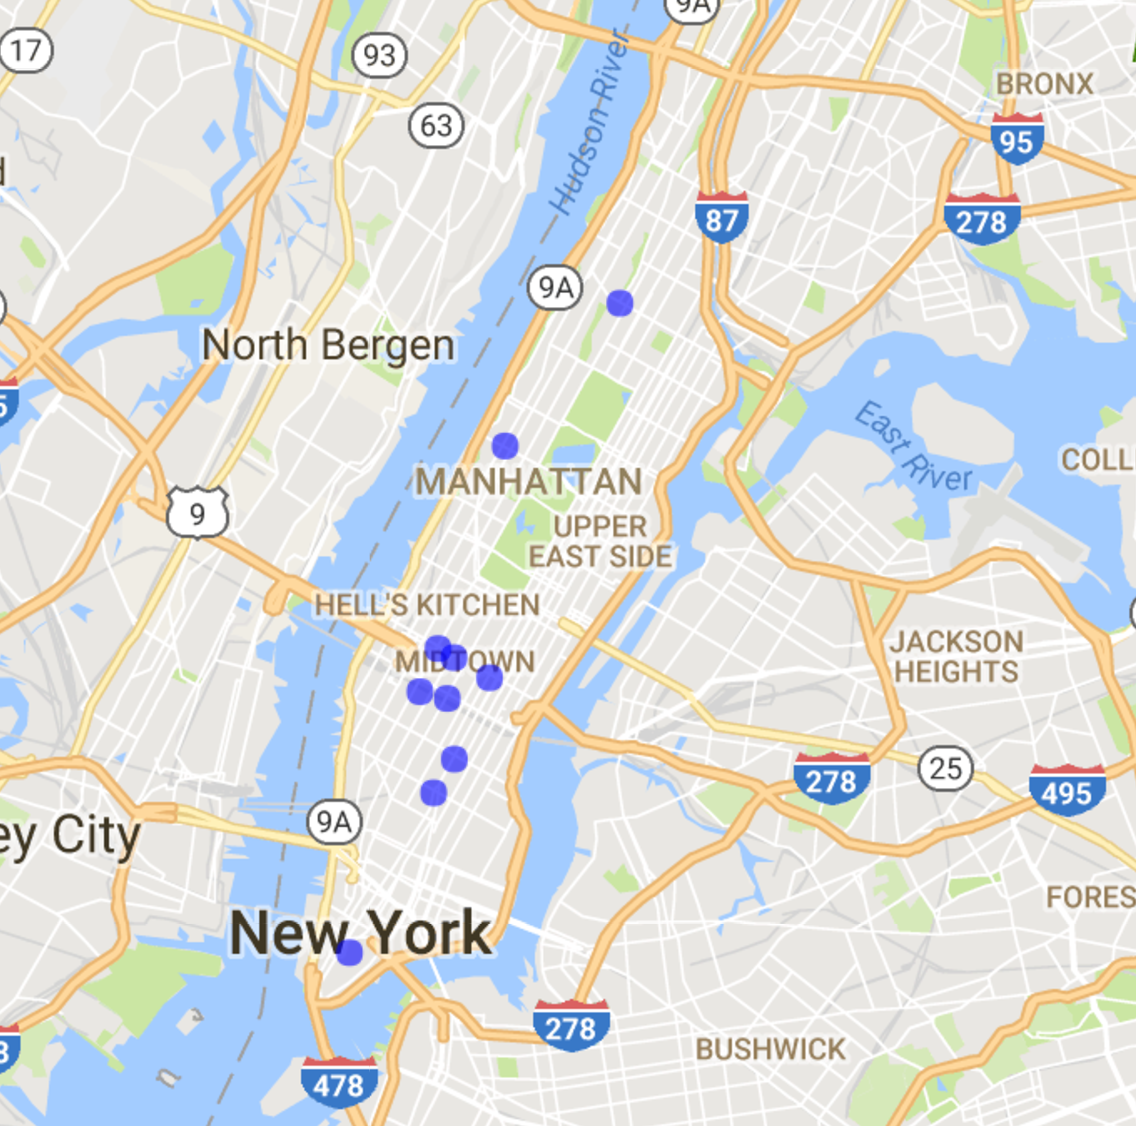 9A
17
93
63
BRONX
95
Hudson River
87
278
9A
North Bergen
East River
MANHATTAN
COLL
9
UPPER
EAST SIDE
HELL'S KITCHEN
MIDTOWN
JACKSON
HEIGHTS
278
25
495
9A
ey City
FORES
New York
278
BUSHWICK
478